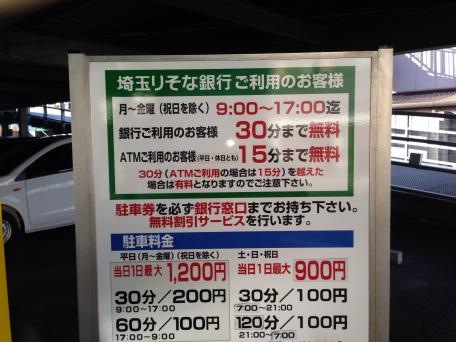 埼玉りそな銀行 ご利用のお客様
月〜金曜（祝日を除く） 9:00〜17:00迄
銀行ご利用のお客様 30分まで無料
ATMご利用のお客様（平日・休日とも） 15分まで無料
30分（ATMご利用の場合は15分）を越えた
場合は有料となりますのでご注意下さい。
駐車券を必ず銀行窓口までお持ち下さい。
無料割引サービスを行います。
駐車料金
平日（月〜金曜）（祝日を除く） 土・日・祝日
当日1日最大 1,200円 当日1日最大 900円
30分/200円 30分/100円
9:00〜17:00 7:00〜21:00
60分/100円 120分/100円
17:00〜9:00 21:00〜7:00